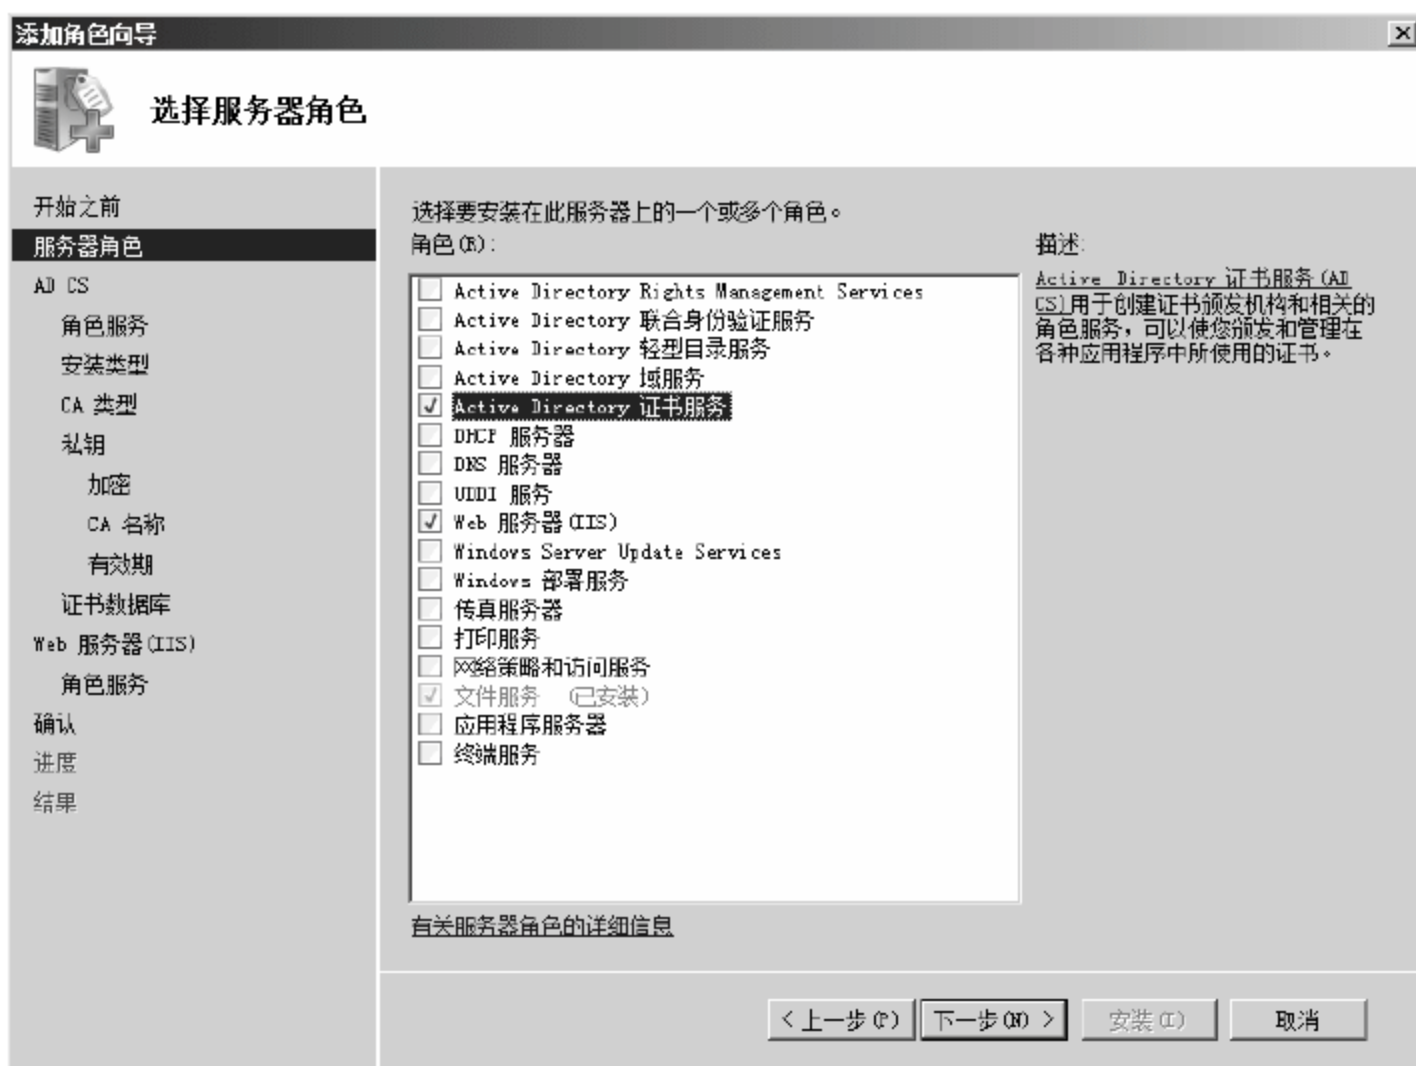 添加角色向导
选择服务器角色
开始之前
服务器角色
AD CS
角色服务
安装类型
CA 类型
私钥
加密
CA 名称
有效期
证书数据库
Web 服务器(IIS)
角色服务
确认
进度
结果
选择要安装在此服务器上的一个或多个角色。
角色(R):
Active Directory Rights Management Services
Active Directory 联合身份验证服务
Active Directory 轻型目录服务
Active Directory 域服务
Active Directory 证书服务
DHCP 服务器
DNS 服务器
UDDI 服务
Web 服务器(IIS)
Windows Server Update Services
Windows 部署服务
传真服务器
打印服务
网络策略和访问服务
文件服务 (已安装)
应用程序服务器
终端服务
有关服务器角色的详细信息
描述:
Active Directory 证书服务(AD
CS)用于创建证书颁发机构和相关的
角色服务，可以使您颁发和管理在
各种应用程序中所使用的证书。
< 上一步(P)
下一步(N) >
安装(I)
取消